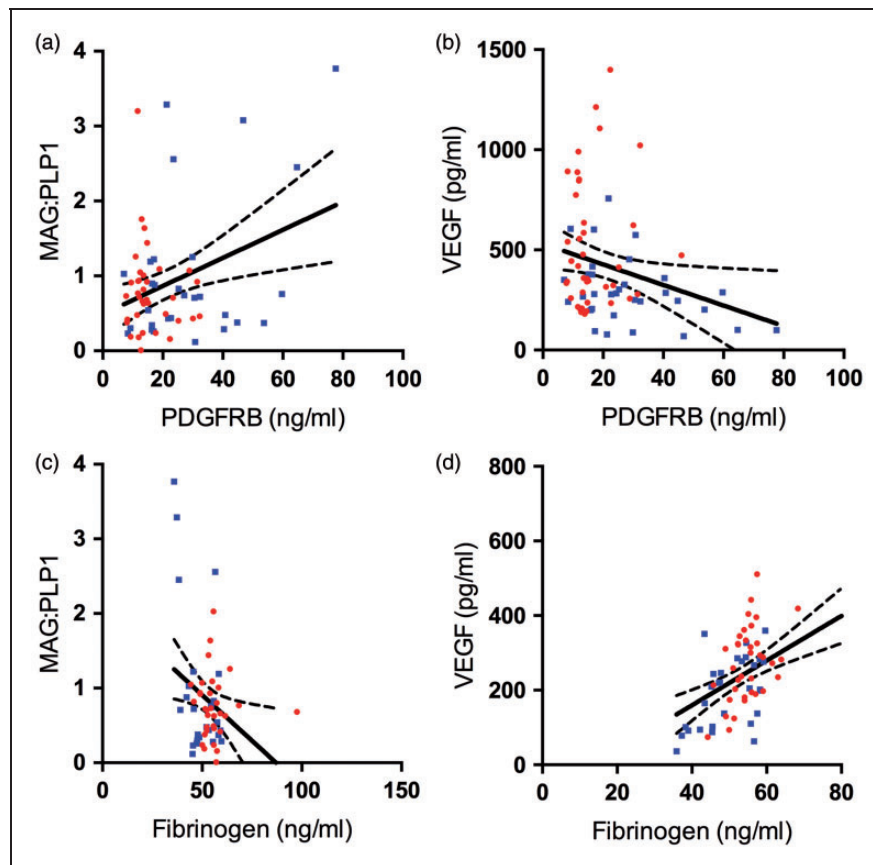 (a)
4
3
2
1
0
MAG:PLP1
0 20 40 60 80 100
PDGFRB (ng/ml)
(b)
1500
1000
500
0
VEGF (pg/ml)
0 20 40 60 80 100
PDGFRB (ng/ml)
(c)
4
3
2
1
0
MAG:PLP1
0 50 100 150
Fibrinogen (ng/ml)
(d)
800
600
400
200
0
VEGF (pg/ml)
0 20 40 60 80
Fibrinogen (ng/ml)